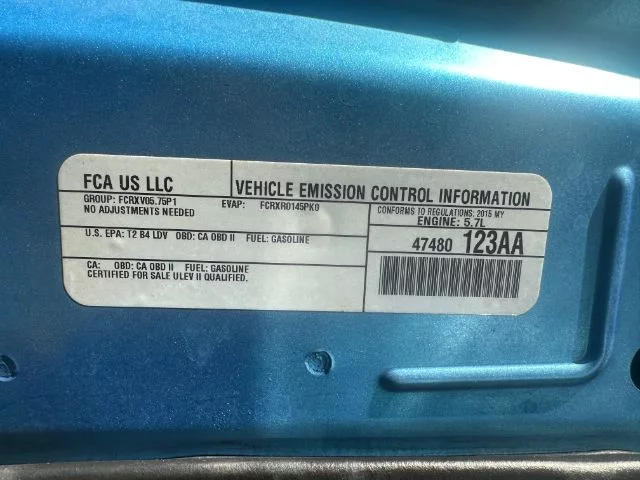 FCA US LLC
VEHICLE EMISSION CONTROL INFORMATION
GROUP: FCRXV05.75P1
EVAP: FCRXR0145PK0
NO ADJUSTMENTS NEEDED
CONFORMS TO REGULATIONS: 2015 MY
ENGINE: 5.7L
U.S. EPA: T2 B4 LDV OBD: CA OBD II FUEL: GASOLINE
47480 123AA
CA: OBD: CA OBD II FUEL: GASOLINE
CERTIFIED FOR SALE ULEV II QUALIFIED.